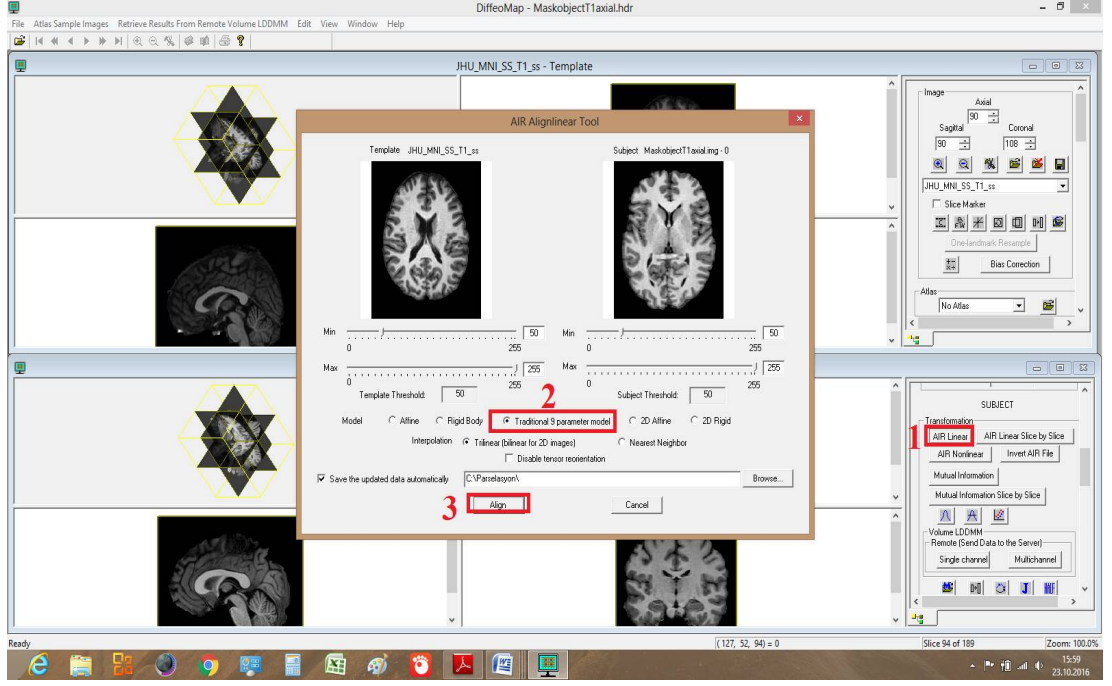 DiffeoMap - MaskobjectT1axial.hdr
File Atlas Sample Images Retrieve Results From Remote Volume LDDMM Edit View Window Help
JHU_MNI_SS_T1_ss - Template
AIR Alignlinear Tool
Template JHU_MNI_SS_T1_ss
Subject MaskobjectT1axial.img - 0
Min 50
0 255
Min 50
0 255
Max 255
0 255
Max 255
0 255
Template Threshold: 50
Subject Threshold: 50
2
Model Affine Rigid Body Traditional 9 parameter model 2D Affine 2D Rigid
Interpolation Trilinear (bilinear for 2D images) Nearest Neighbor
Disable tensor reorientation
Save the updated data automatically C:\Parselasyon\ Browse...
3 Align Cancel
Image
Axial
90
Sagittal Coronal
90 108
JHU_MNI_SS_T1_ss
Slice Marker
One-landmark Resample
Bias Correction
Atlas
No Atlas
SUBJECT
Transformation
1 AIR Linear AIR Linear Slice by Slice
AIR Nonlinear Invert AIR File
Mutual Information
Mutual Information Slice by Slice
Volume LDDMM
Remote (Send Data to the Server)
Single channel Multichannel
Ready (127, 52, 94) = 0 Slice 94 of 189 Zoom: 100.0%
15:59
23.10.2016